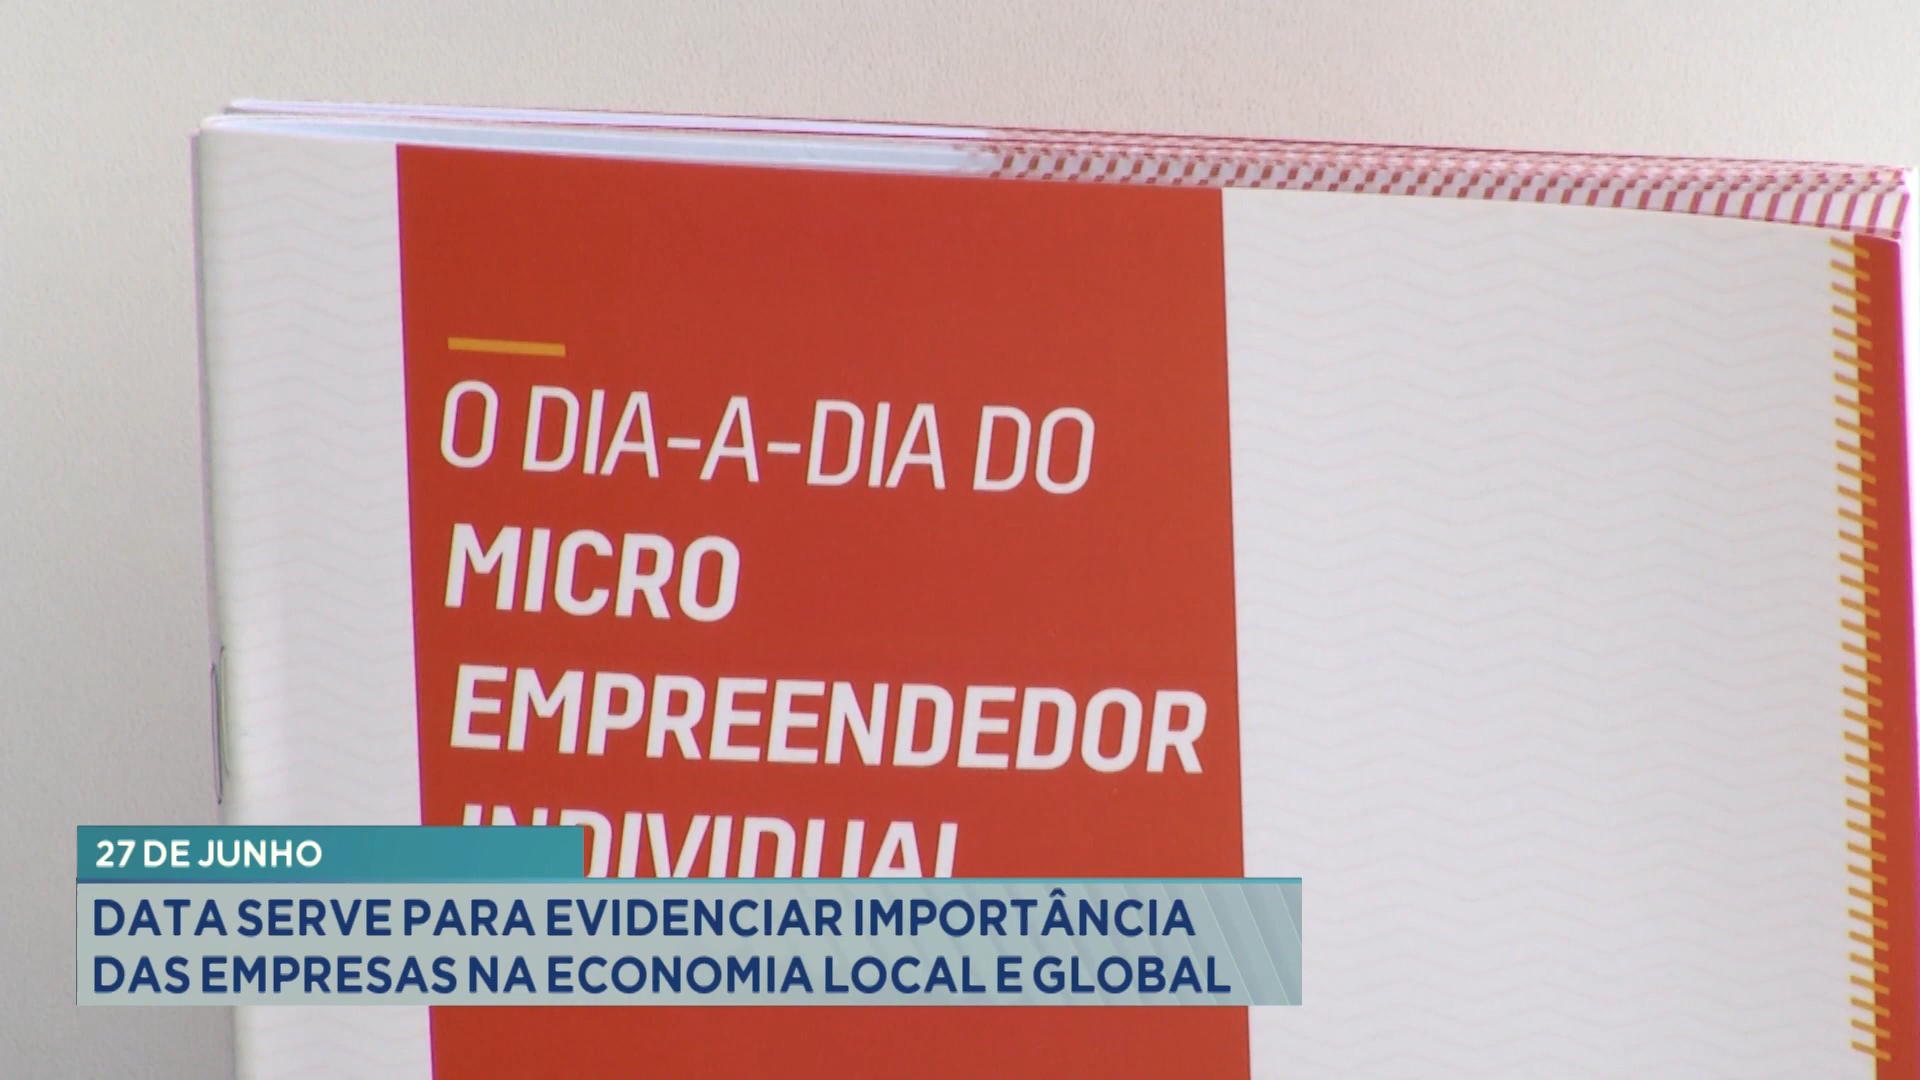 O DIA-A-DIA DO
MICRO
EMPREENDEDOR
INDIVIDUAL
27 DE JUNHO
DATA SERVE PARA EVIDENCIAR IMPORTÂNCIA
DAS EMPRESAS NA ECONOMIA LOCAL E GLOBAL